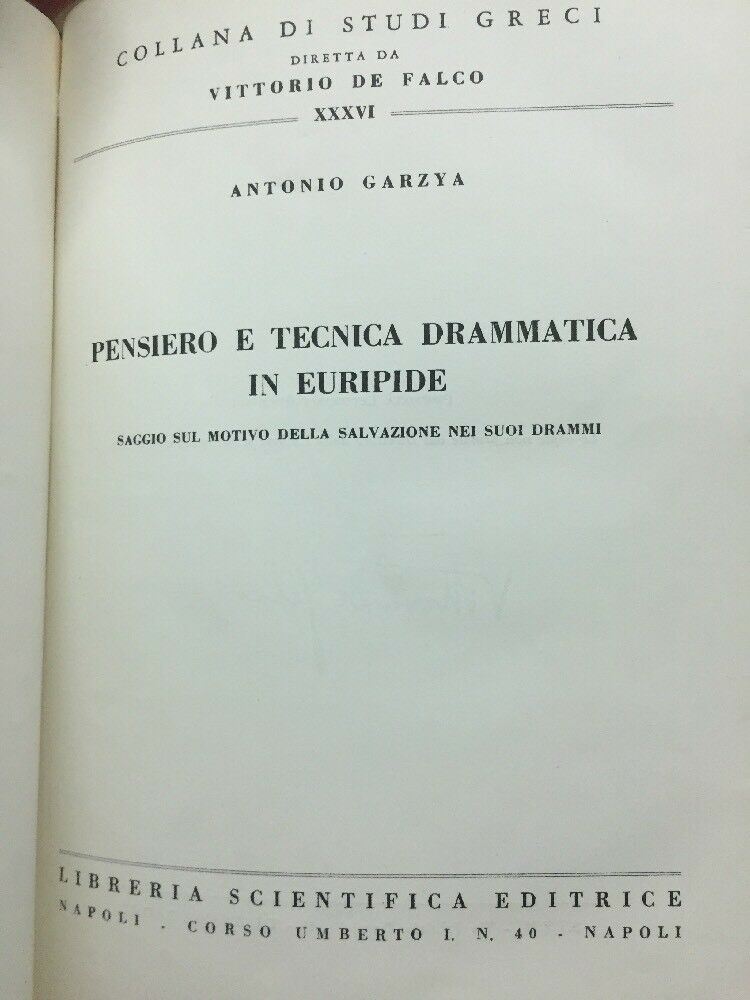 COLLANA DI STUDI GRECI
DIRETTA DA
VITTORIO DE FALCO
XXXVI
ANTONIO GARZYA
PENSIERO E TECNICA DRAMMATICA
IN EURIPIDE
SAGGIO SUL MOTIVO DELLA SALVAZIONE NEI SUOI DRAMMI
LIBRERIA SCIENTIFICA EDITRICE
NAPOLI - CORSO UMBERTO I, N. 40 - NAPOLI